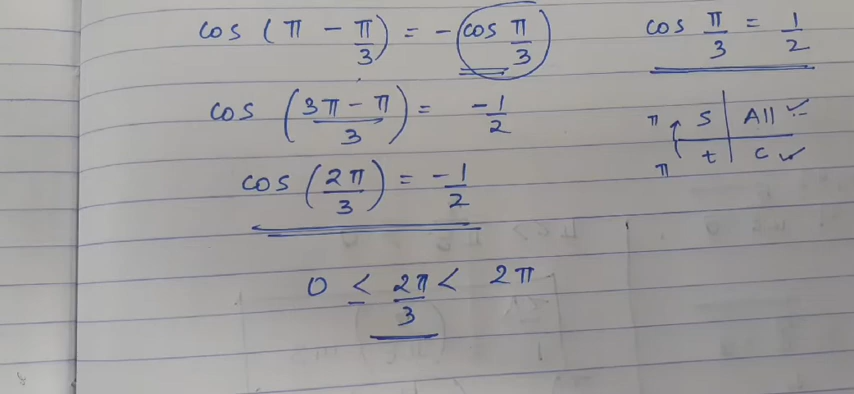 cos (π − π/3) = − cos π/3
cos π/3 = 1/2
cos (3π − π / 3) = −1/2
π S | All ✓
π t | C ✓
cos (2π/3) = −1/2
0 ≤ 2π/3 < 2π